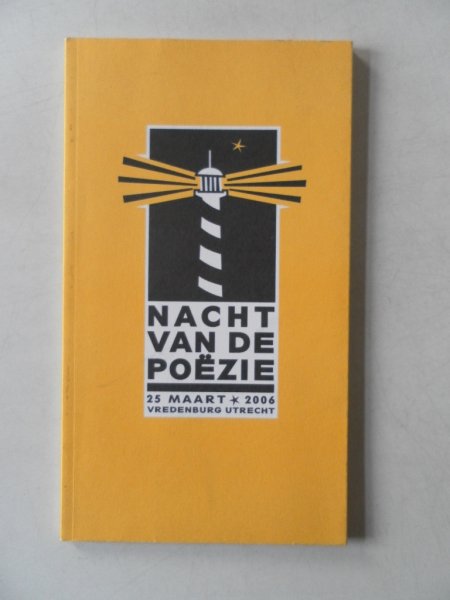 NACHT
VAN DE
POËZIE
25 MAART ★ 2006
VREDENBURG UTRECHT